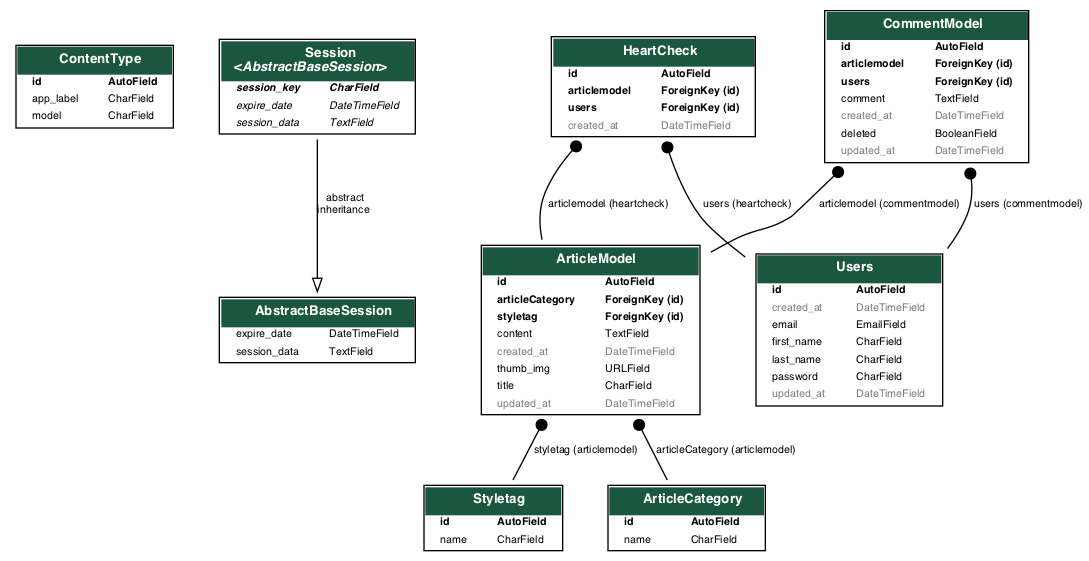 ContentType
id AutoField
app_label CharField
model CharField
Session
<AbstractBaseSession>
session_key CharField
expire_date DateTimeField
session_data TextField
HeartCheck
id AutoField
articlemodel ForeignKey (id)
users ForeignKey (id)
created_at DateTimeField
CommentModel
id AutoField
articlemodel ForeignKey (id)
users ForeignKey (id)
comment TextField
created_at DateTimeField
deleted BooleanField
updated_at DateTimeField
abstract
inheritance
articlemodel (heartcheck)
users (heartcheck)
articlemodel (commentmodel)
users (commentmodel)
AbstractBaseSession
expire_date DateTimeField
session_data TextField
ArticleModel
id AutoField
articleCategory ForeignKey (id)
styletag ForeignKey (id)
content TextField
created_at DateTimeField
thumb_img URLField
title CharField
updated_at DateTimeField
Users
id AutoField
created_at DateTimeField
email EmailField
first_name CharField
last_name CharField
password CharField
updated_at DateTimeField
styletag (articlemodel)
articleCategory (articlemodel)
Styletag
id AutoField
name CharField
ArticleCategory
id AutoField
name CharField